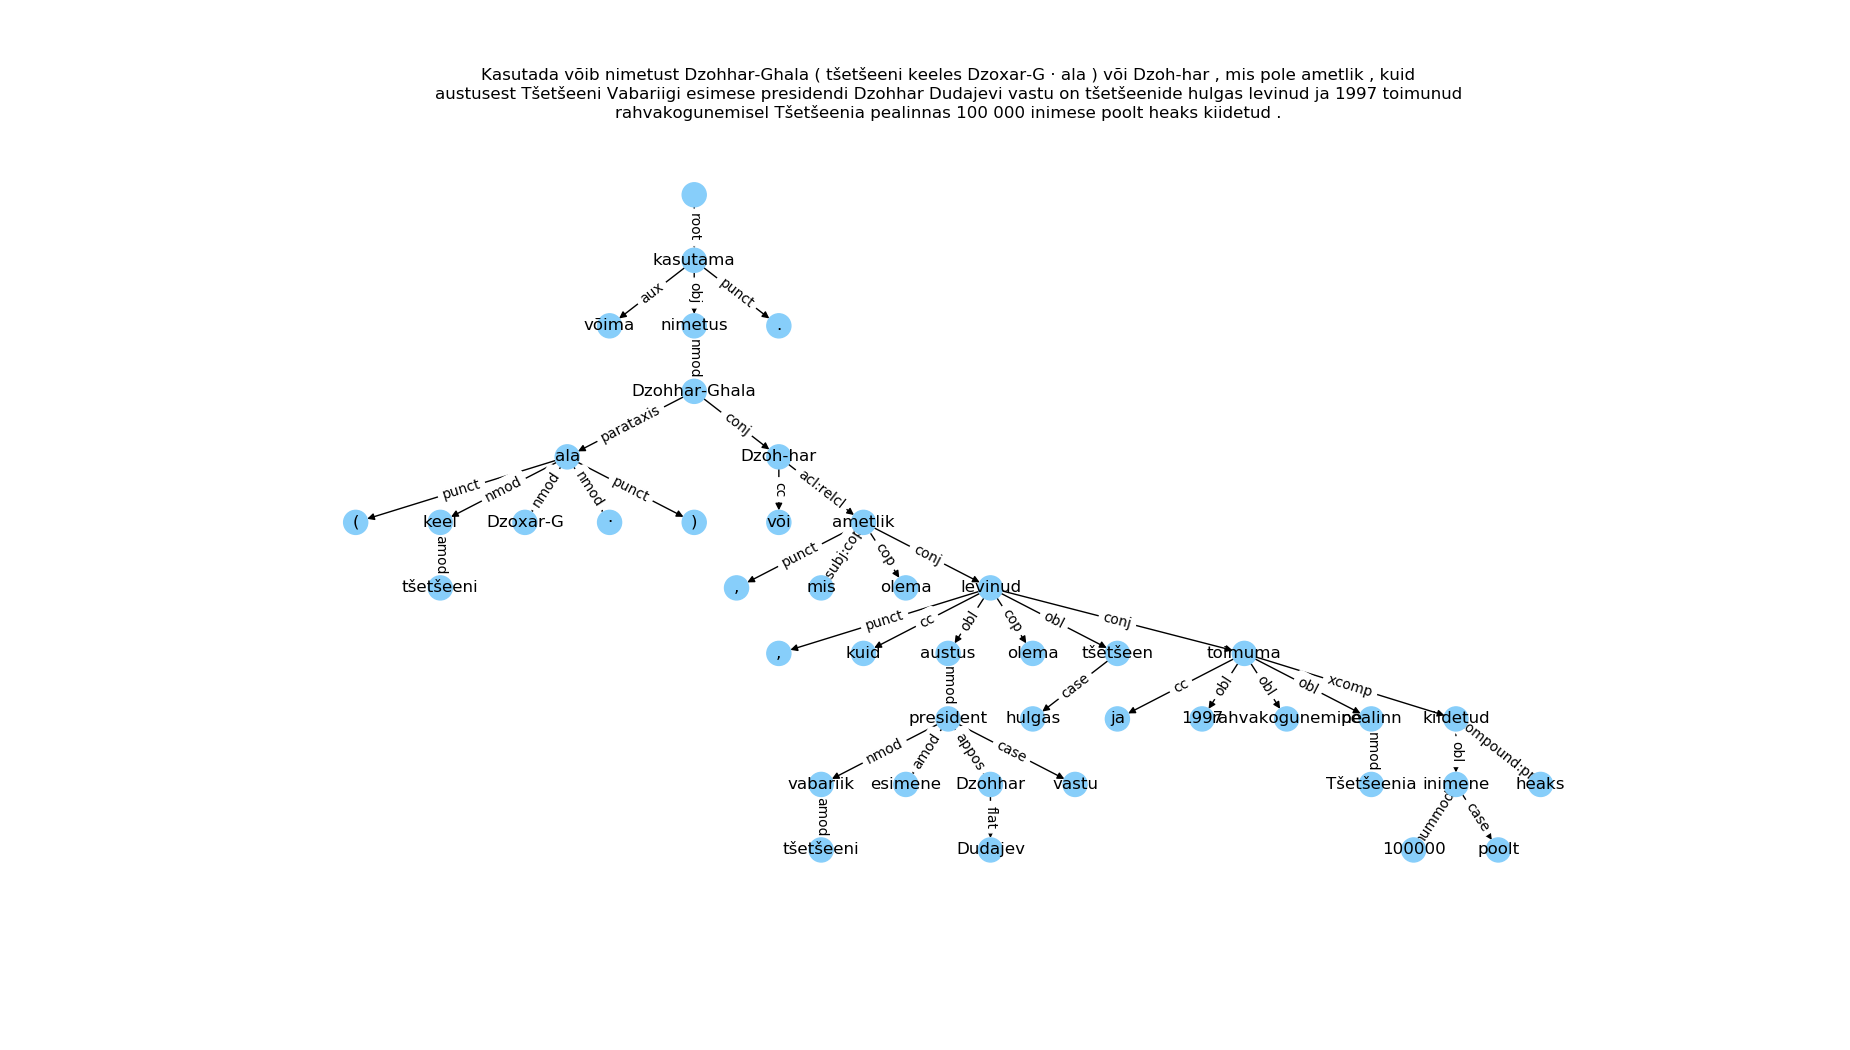 Kasutada võib nimetust Dzohhar-Ghala ( tšetšeeni keeles Dzoxar-G · ala ) või Dzoh-har , mis pole ametlik , kuid
austusest Tšetšeeni Vabariigi esimese presidendi Dzohhar Dudajevi vastu on tšetšeenide hulgas levinud ja 1997 toimunud
rahvakogunemisel Tšetšeenia pealinnas 100 000 inimese poolt heaks kiidetud .
root
kasutama
aux obj punct
võima nimetus .
nmod
Dzohhar-Ghala
parataxis conj
ala Dzoh-har
punct nmod nmod nmod punct cc acl:relcl
( keel Dzoxar-G · ) või ametlik
amod punct subj:cop cop conj
tšetšeeni , mis olema levinud
punct cc obl cop obl conj
, kuid austus olema tšetšeen toimuma
nmod case cc obl obl obl xcomp
president hulgas ja 1997 rahvakogunemine pealinn kiidetud
nmod amod appos case nmod obl
vabariik esimene Dzohhar vastu Tšetšeenia inimene heaks
amod flat case
tšetšeeni Dudajev 100000 poolt